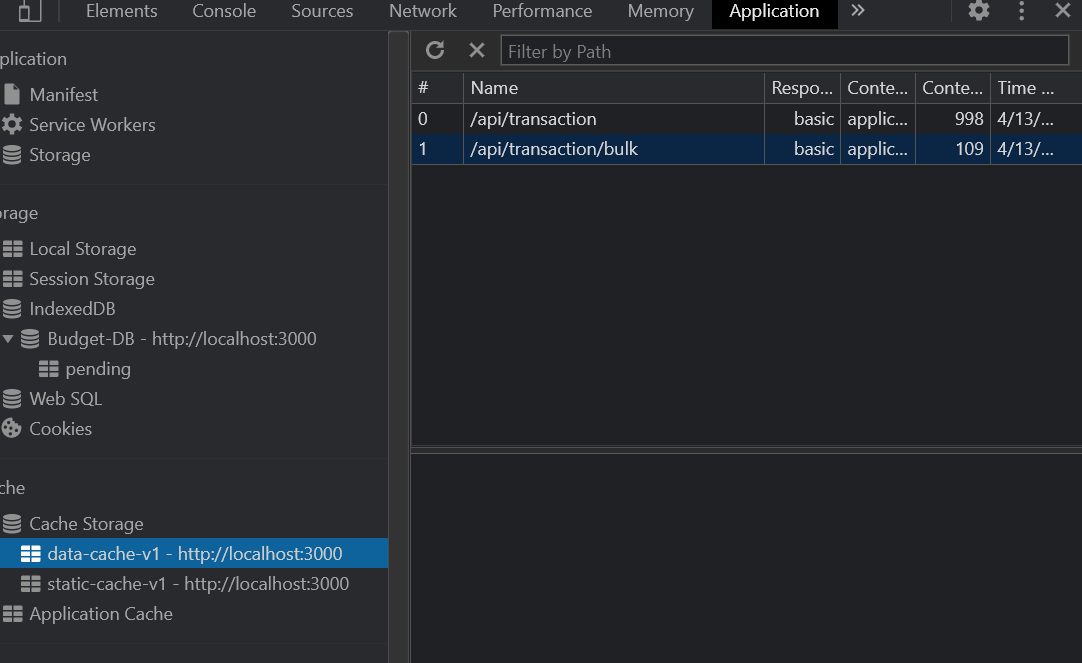 Elements Console Sources Network Performance Memory Application
plication
Manifest
Service Workers
Storage
orage
Local Storage
Session Storage
IndexedDB
Budget-DB - http://localhost:3000
pending
Web SQL
Cookies
che
Cache Storage
data-cache-v1 - http://localhost:3000
static-cache-v1 - http://localhost:3000
Application Cache
Filter by Path
# Name Respo... Conte... Conte... Time ...
0 /api/transaction basic applic... 998 4/13/...
1 /api/transaction/bulk basic applic... 109 4/13/...